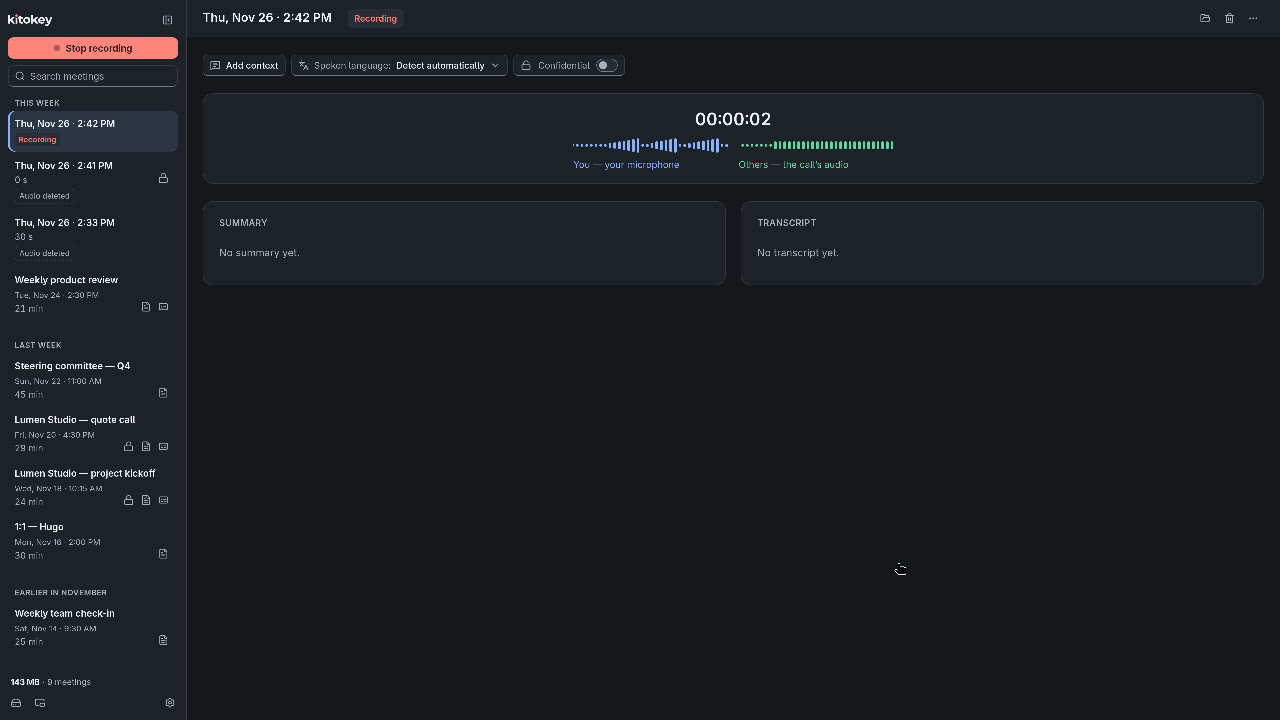 kitokey
Stop recording
Search meetings
THIS WEEK
Thu, Nov 26 · 2:42 PM
Recording
Thu, Nov 26 · 2:41 PM
0 s
Audio deleted
Thu, Nov 26 · 2:33 PM
30 s
Audio deleted
Weekly product review
Tue, Nov 24 · 2:30 PM
21 min
LAST WEEK
Steering committee — Q4
Sun, Nov 22 · 11:00 AM
45 min
Lumen Studio — quote call
Fri, Nov 20 · 4:30 PM
29 min
Lumen Studio — project kickoff
Wed, Nov 18 · 10:15 AM
24 min
1:1 — Hugo
Mon, Nov 16 · 2:00 PM
30 min
EARLIER IN NOVEMBER
Weekly team check-in
Sat, Nov 14 · 9:30 AM
25 min
143 MB · 9 meetings
Thu, Nov 26 · 2:42 PM Recording
Add context Spoken language: Detect automatically Confidential
00:00:02
You — your microphone Others — the call's audio
SUMMARY
No summary yet.
TRANSCRIPT
No transcript yet.